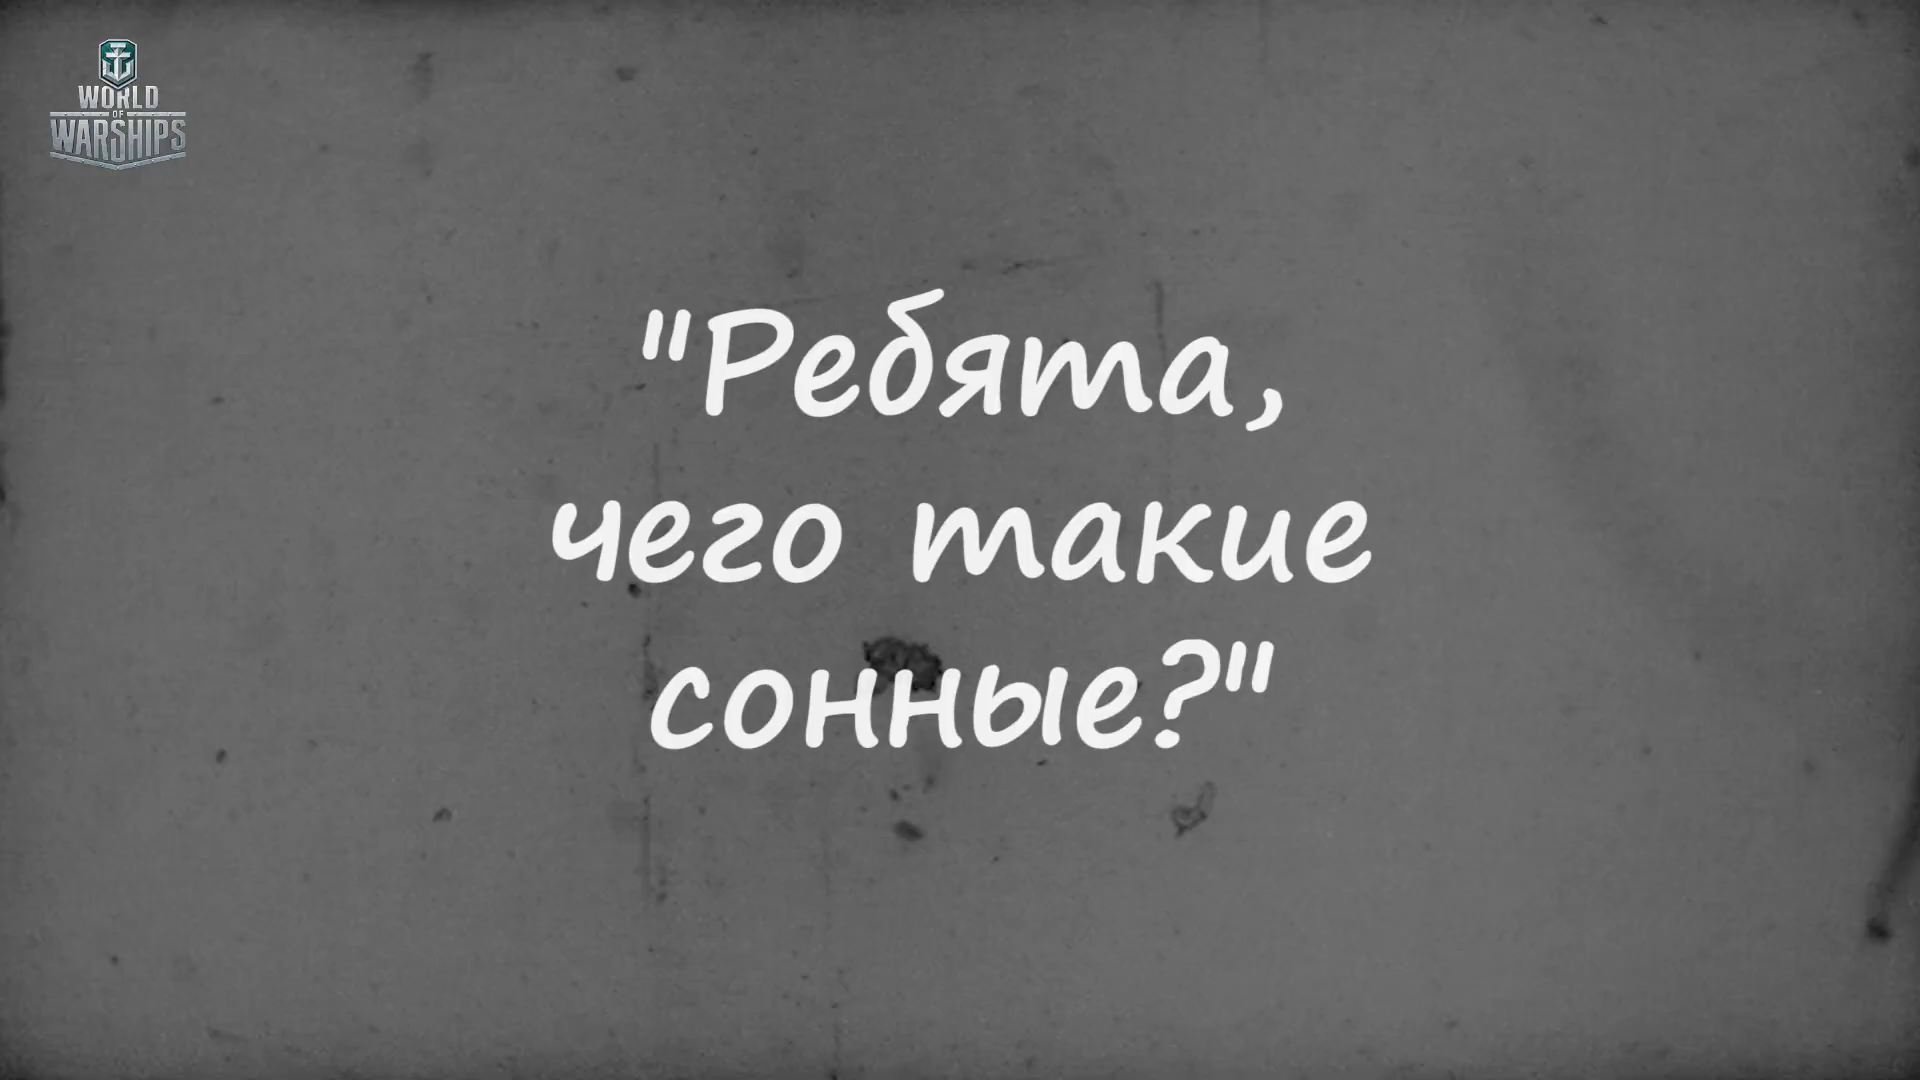 WORLD
OF
WARSHIPS
"Ребята,
чего такие
сонные?"